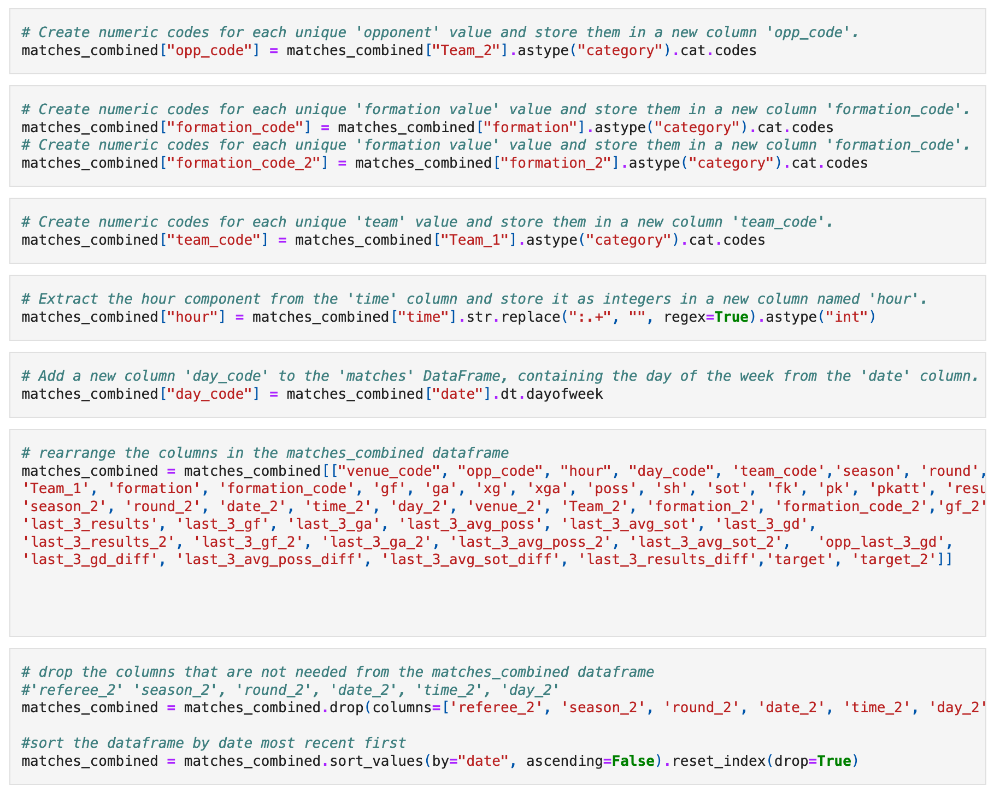 # Create numeric codes for each unique 'opponent' value and store them in a new column 'opp_code'.
matches_combined["opp_code"] = matches_combined["Team_2"].astype("category").cat.codes
# Create numeric codes for each unique 'formation value' value and store them in a new column 'formation_code'.
matches_combined["formation_code"] = matches_combined["formation"].astype("category").cat.codes
# Create numeric codes for each unique 'formation value' value and store them in a new column 'formation_code'.
matches_combined["formation_code_2"] = matches_combined["formation_2"].astype("category").cat.codes
# Create numeric codes for each unique 'team' value and store them in a new column 'team_code'.
matches_combined["team_code"] = matches_combined["Team_1"].astype("category").cat.codes
# Extract the hour component from the 'time' column and store it as integers in a new column named 'hour'.
matches_combined["hour"] = matches_combined["time"].str.replace(":.+", "", regex=True).astype("int")
# Add a new column 'day_code' to the 'matches' DataFrame, containing the day of the week from the 'date' column.
matches_combined["day_code"] = matches_combined["date"].dt.dayofweek
# rearrange the columns in the matches_combined dataframe
matches_combined = matches_combined[["venue_code", "opp_code", "hour", "day_code", 'team_code','season', 'round',
'Team_1', 'formation', 'formation_code', 'gf', 'ga', 'xg', 'xga', 'poss', 'sh', 'sot', 'fk', 'pk', 'pkatt', 'resu
'season_2', 'round_2', 'date_2', 'time_2', 'day_2', 'venue_2', 'Team_2', 'formation_2', 'formation_code_2','gf_2'
'last_3_results', 'last_3_gf', 'last_3_ga', 'last_3_avg_poss', 'last_3_avg_sot', 'last_3_gd',
'last_3_results_2', 'last_3_gf_2', 'last_3_ga_2', 'last_3_avg_poss_2', 'last_3_avg_sot_2',   'opp_last_3_gd',
'last_3_gd_diff', 'last_3_avg_poss_diff', 'last_3_avg_sot_diff', 'last_3_results_diff','target', 'target_2']]
# drop the columns that are not needed from the matches_combined dataframe
#'referee_2' 'season_2', 'round_2', 'date_2', 'time_2', 'day_2'
matches_combined = matches_combined.drop(columns=['referee_2', 'season_2', 'round_2', 'date_2', 'time_2', 'day_2'
#sort the dataframe by date most recent first
matches_combined = matches_combined.sort_values(by="date", ascending=False).reset_index(drop=True)